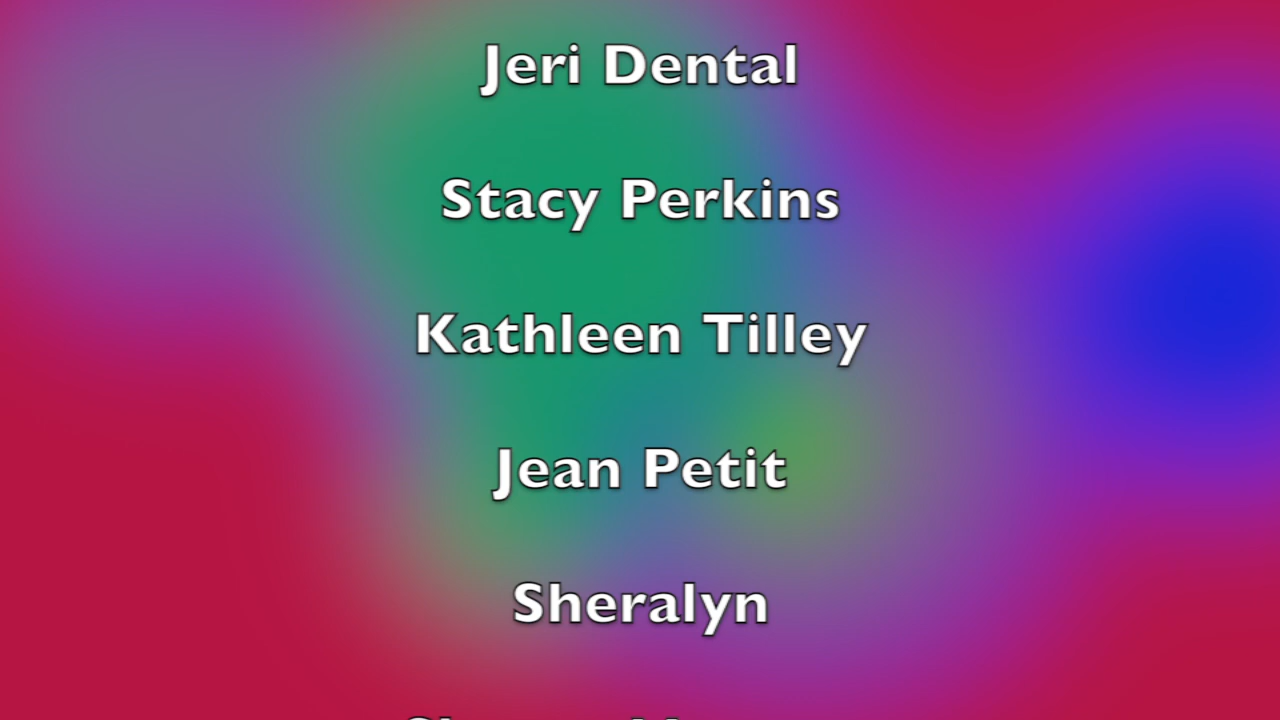 Jeri Dental
Stacy Perkins
Kathleen Tilley
Jean Petit
Sheralyn